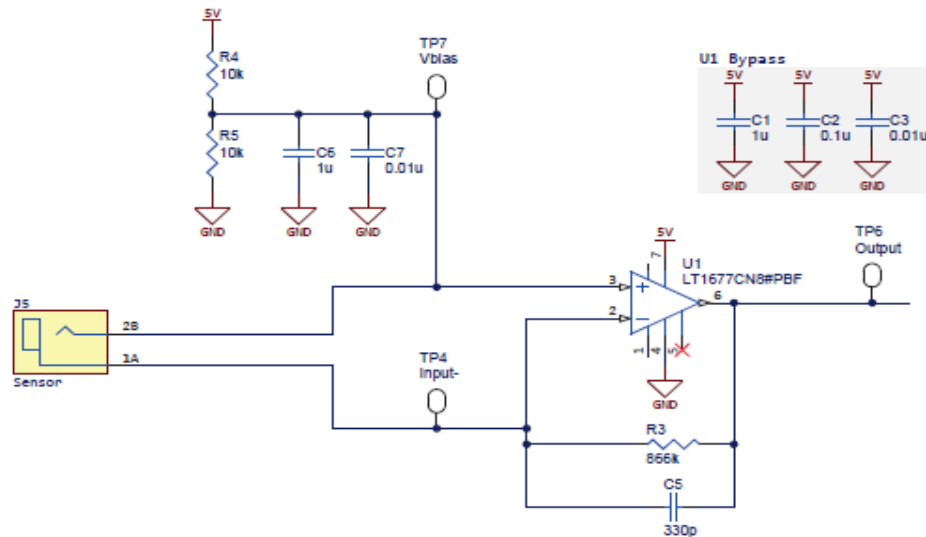 5V
R4
10k
TP7
Vbias
R5
10k
C6
1u
C7
0.01u
GND
GND
GND
U1 Bypass
5V
5V
5V
C1
1u
C2
0.1u
C3
0.01u
GND
GND
GND
TP6
Output
5V
U1
LT1677CN8#PBF
7
3
2
6
1
4
5
GND
J5
2B
1A
Sensor
TP4
Input-
R3
866k
C5
330p